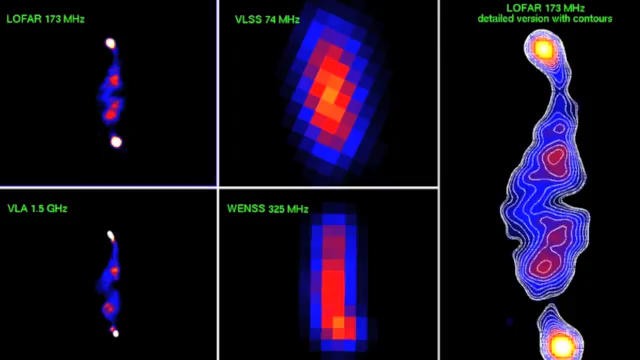 LOFAR 173 MHz
VLSS 74 MHz
LOFAR 173 MHz
detailed version with contours
VLA 1.5 GHz
WENSS 325 MHz